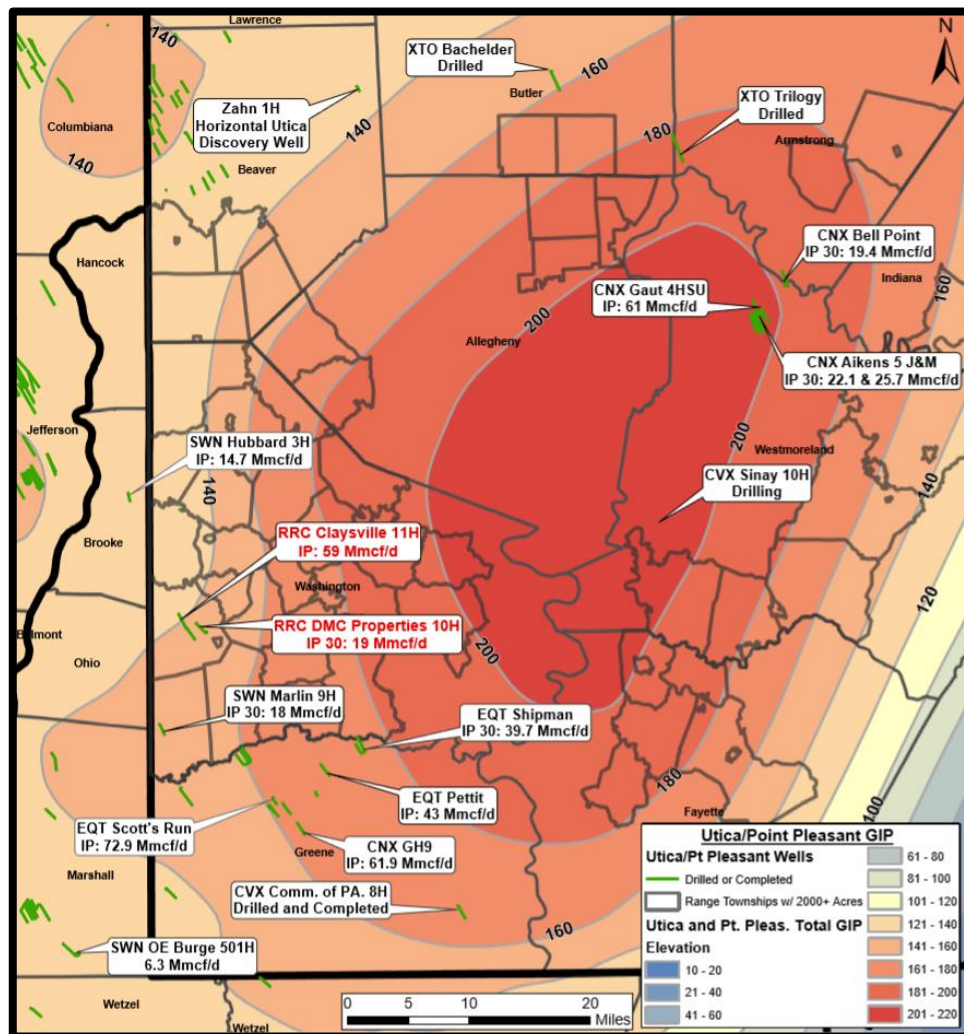 Lawrence
140
N
XTO Bachelder
Drilled
160
Butler
Zahn 1H
Horizontal Utica
Discovery Well
XTO Trilogy
Drilled
Columbiana
140
140
180
Armstrong
Beaver
Hancock
CNX Bell Point
IP 30: 19.4 Mmcf/d
Indiana
160
CNX Gaut 4HSU
IP: 61 Mmcf/d
200
Allegheny
CNX Aikens 5 J&M
IP 30: 22.1 & 25.7 Mmcf/d
Jefferson
200
Westmoreland
SWN Hubbard 3H
IP: 14.7 Mmcf/d
140
CVX Sinay 10H
Drilling
140
Brooke
RRC Claysville 11H
IP: 59 Mmcf/d
Washington
120
Belmont
RRC DMC Properties 10H
IP 30: 19 Mmcf/d
Ohio
200
SWN Marlin 9H
IP 30: 18 Mmcf/d
EQT Shipman
IP 30: 39.7 Mmcf/d
180
EQT Pettit
IP: 43 Mmcf/d
Fayette
100
EQT Scott's Run
IP: 72.9 Mmcf/d
Greene
CNX GH9
IP: 61.9 Mmcf/d
Marshall
CVX Comm. of PA. 8H
Drilled and Completed
160
SWN OE Burge 501H
6.3 Mmcf/d
Wetzel
Wetzel
0 5 10 20
Miles
Utica/Point Pleasant GIP
Utica/Pt Pleasant Wells
Drilled or Completed
Range Townships w/ 2000+ Acres
Utica and Pt. Pleas. Total GIP
Elevation
10 - 20
21 - 40
41 - 60
61 - 80
81 - 100
101 - 120
121 - 140
141 - 160
161 - 180
181 - 200
201 - 220